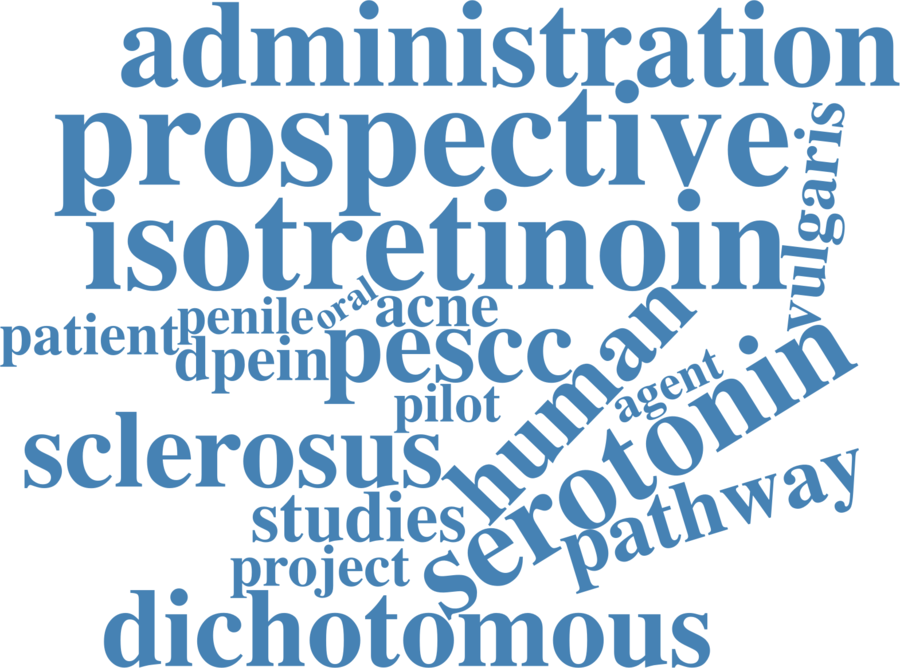 administration
prospective
vulgaris
isotretinoin
oral
acne
penile
patient
pescc
dpein
human
agent
pilot
serotonin
sclerosus
pathway
studies
project
dichotomous